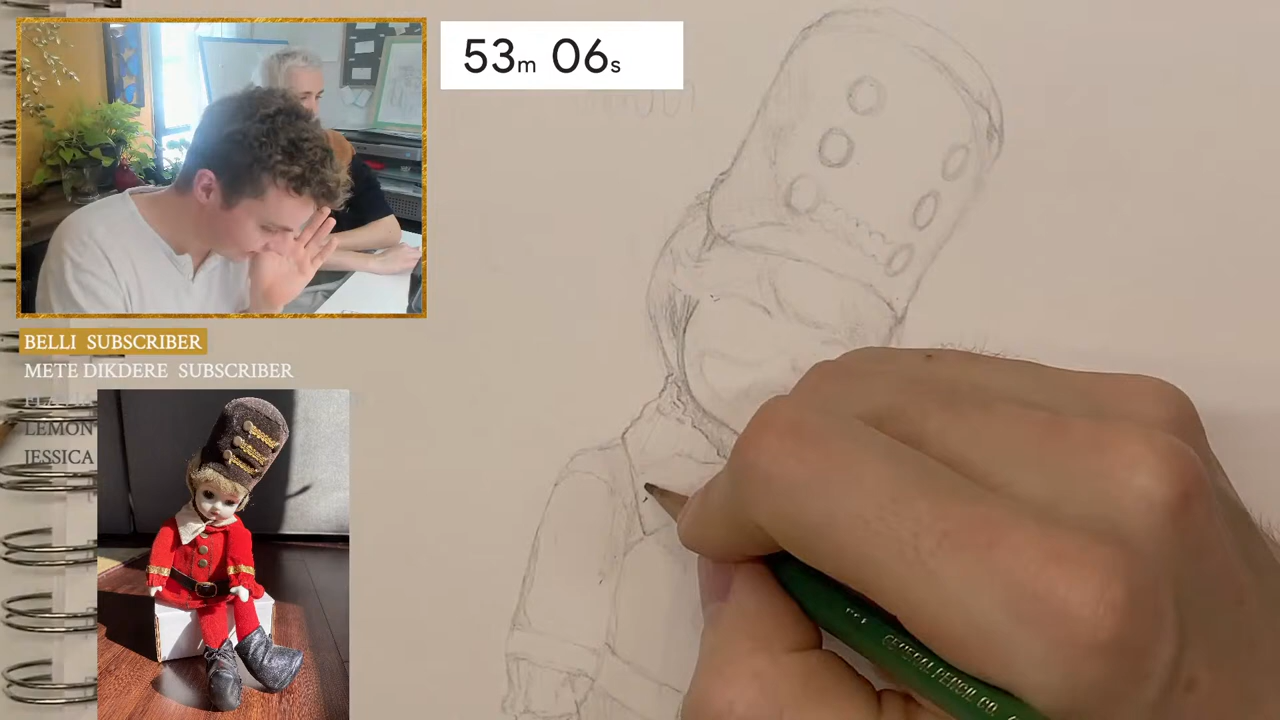 53m 06s
BELLI SUBSCRIBER
METE DIKDERE SUBSCRIBER
LEMON
JESSICA
GENERAL PENCIL CO.